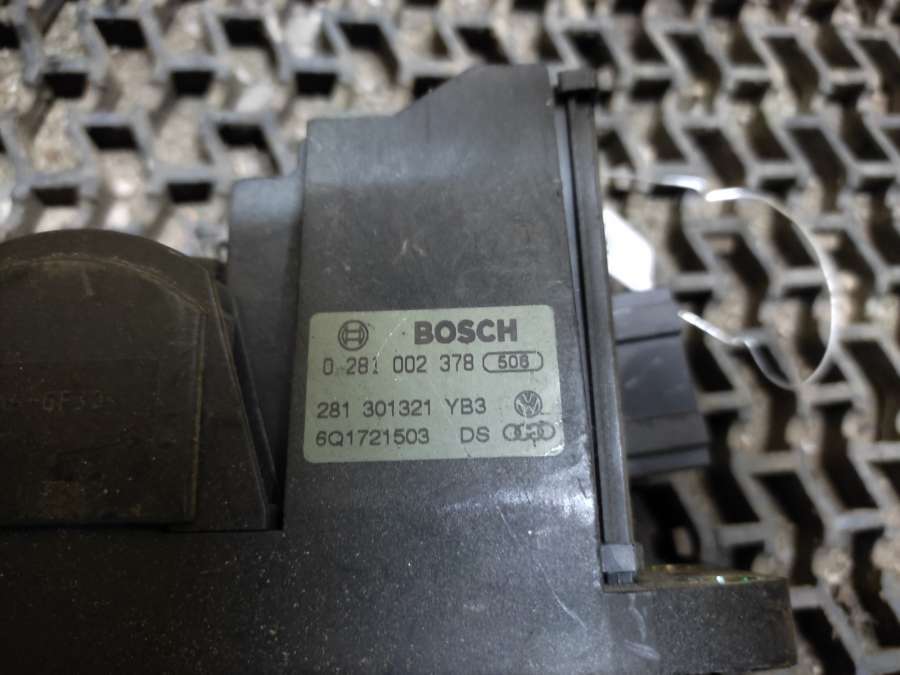 BOSCH
0 281 002 378 506
281 301321 YB3
6Q1721503 DS